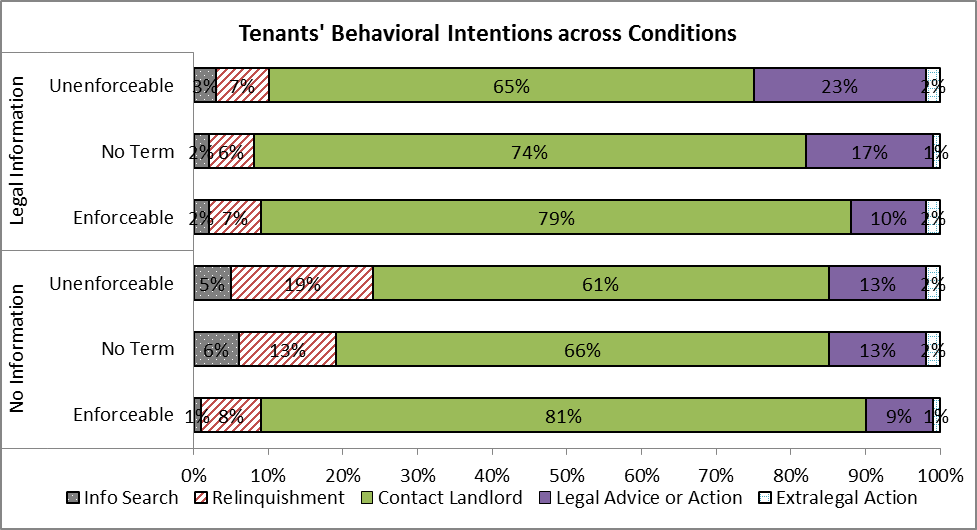 Tenants' Behavioral Intentions across Conditions
Legal Information
Unenforceable 3% 7% 65% 23% 2%
No Term 2% 6% 74% 17% 1%
Enforceable 2% 7% 79% 10% 2%
No Information
Unenforceable 5% 19% 61% 13% 2%
No Term 6% 13% 66% 13% 2%
Enforceable 1% 8% 81% 9% 1%
0% 10% 20% 30% 40% 50% 60% 70% 80% 90% 100%
Info Search Relinquishment Contact Landlord Legal Advice or Action Extralegal Action